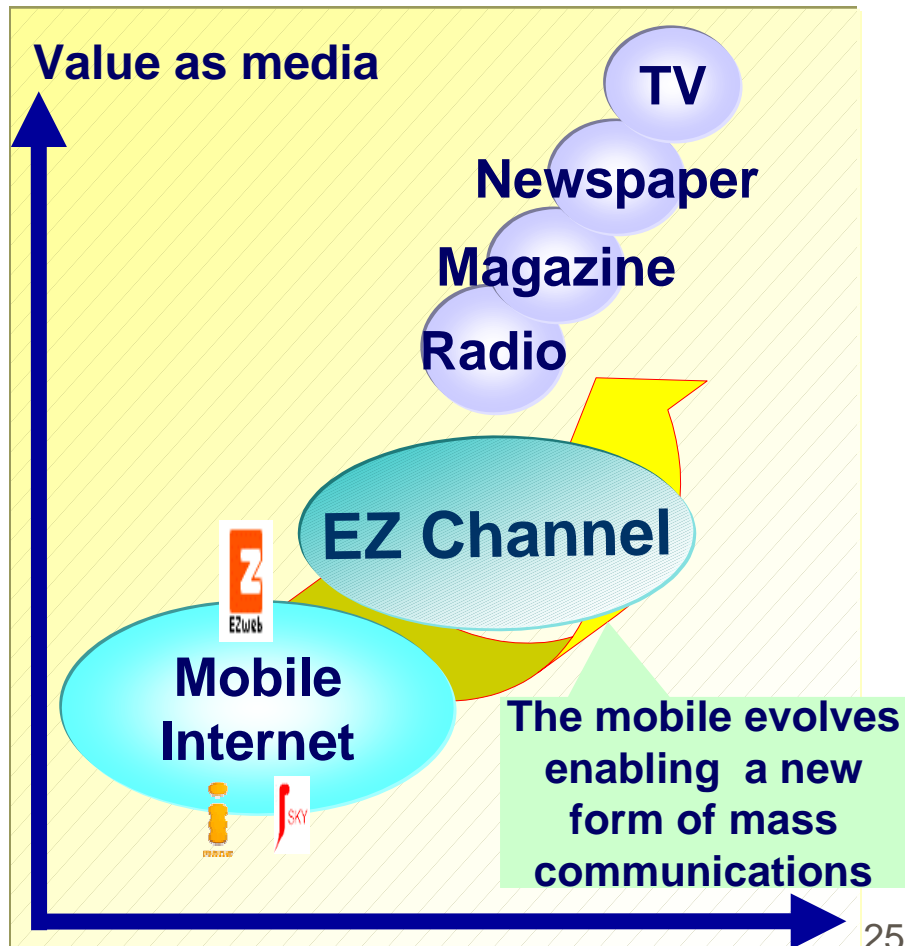 Value as media
TV
Newspaper
Magazine
Radio
EZ Channel
EZweb
Mobile
Internet
SKY
The mobile evolves
enabling a new
form of mass
communications
25